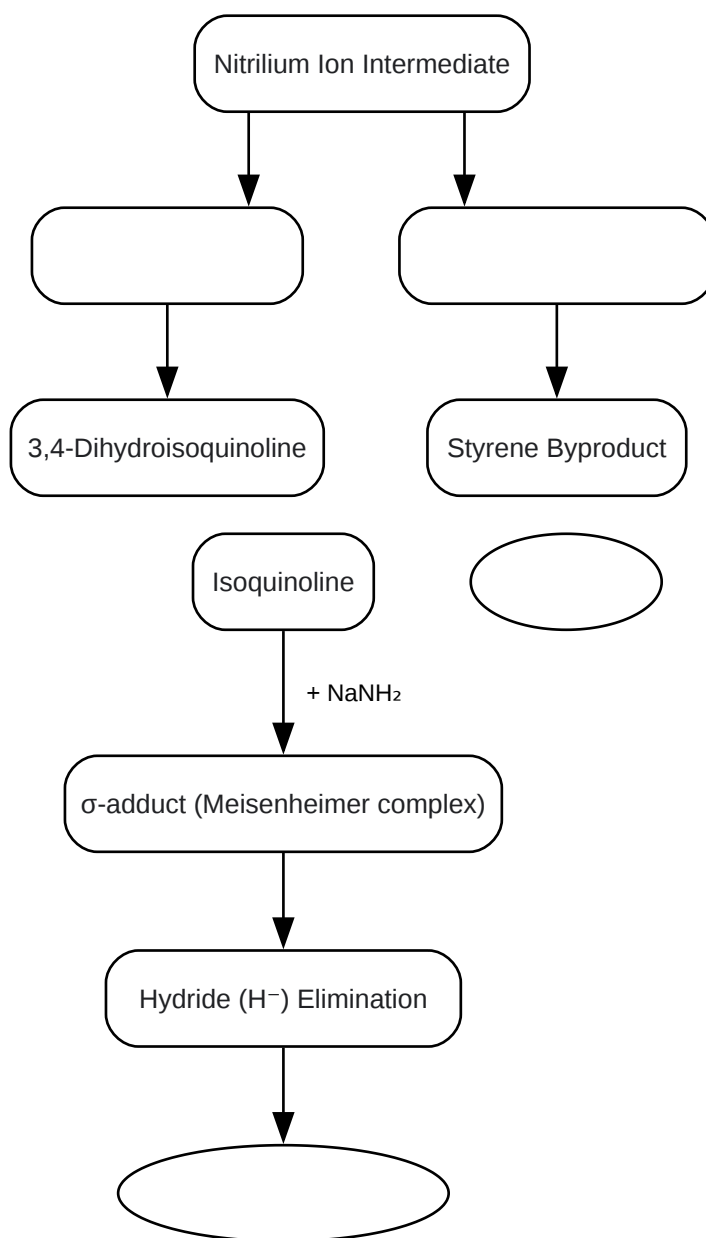 Nitrilium Ion Intermediate
3,4-Dihydroisoquinoline
Styrene Byproduct
Isoquinoline
+ NaNH₂
σ-adduct (Meisenheimer complex)
Hydride (H⁻) Elimination